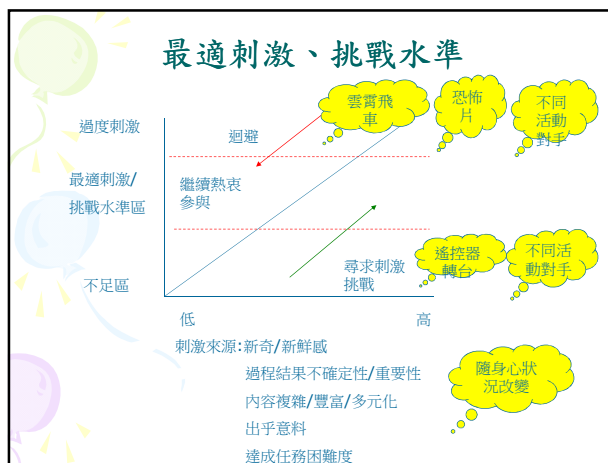 最適刺激、挑戰水準
雲霄飛
車
恐怖
片
不同
活動
對手
過度刺激
迴避
最適刺激/
挑戰水準區
繼續熱衷
參與
遙控器
轉台
不同活
動對手
尋求刺激
挑戰
不足區
低
高
刺激來源:新奇/新鮮感
過程結果不確定性/重要性
內容複雜/豐富/多元化
出乎意料
達成任務困難度
隨身心狀
況改變